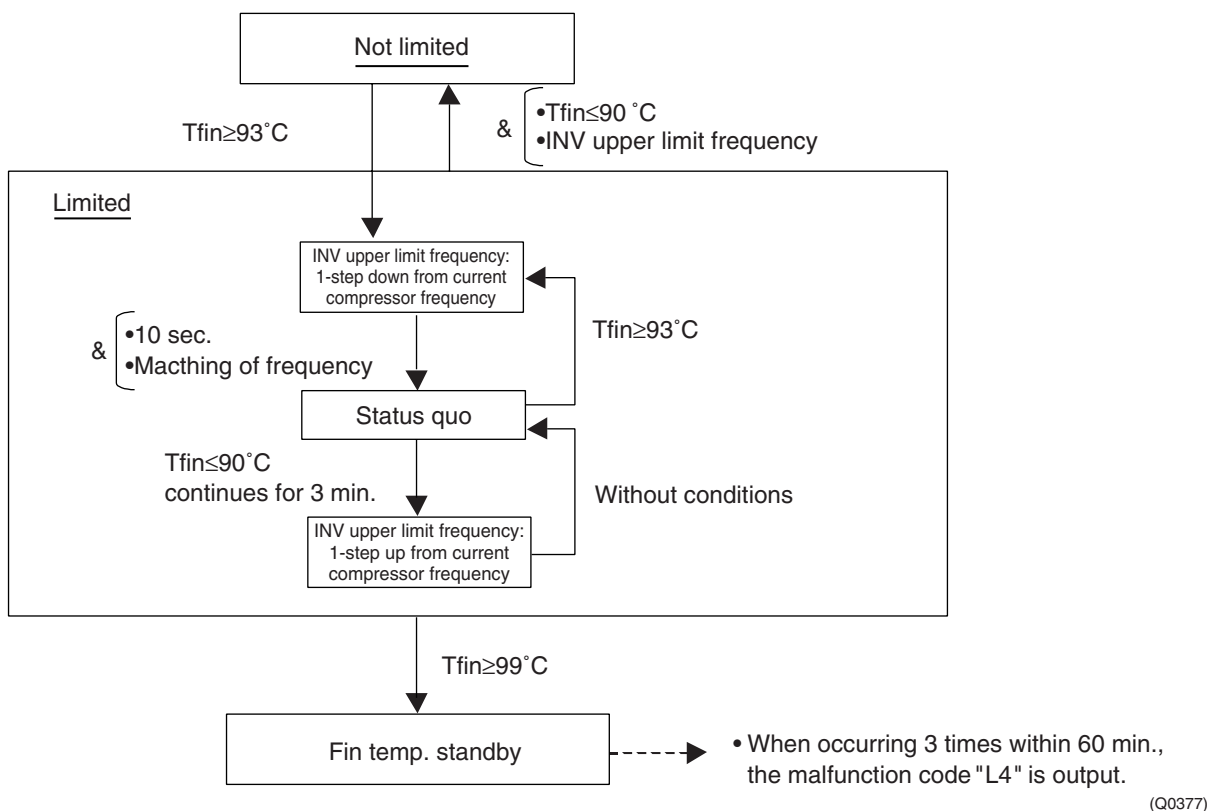 Not limited
Tfin≥93˚C
&
•Tfin≤90 ˚C
•INV upper limit frequency
Limited
INV upper limit frequency:
1-step down from current
compressor frequency
&
•10 sec.
•Macthing of frequency
Tfin≥93˚C
Status quo
Tfin≤90˚C
continues for 3 min.
Without conditions
INV upper limit frequency:
1-step up from current
compressor frequency
Tfin≥99˚C
Fin temp. standby
• When occurring 3 times within 60 min.,
the malfunction code "L4" is output.
(Q0377)